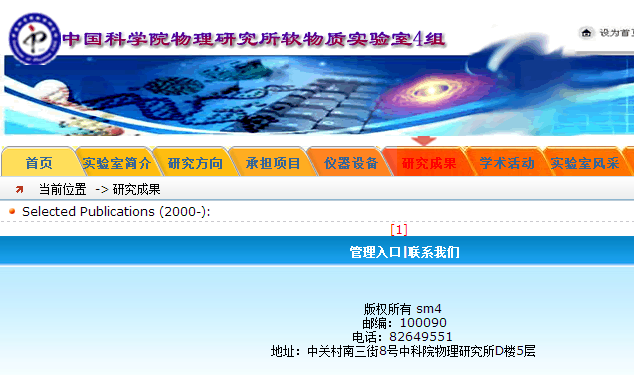 中国科学院物理研究所软物质实验室4组
设为首页
首页 实验室简介 研究方向 承担项目 仪器设备 研究成果 学术活动 实验室风采
当前位置 -> 研究成果
Selected Publications (2000-):
[1]
管理入口|联系我们
版权所有 sm4
邮编：100090
电话：82649551
地址：中关村南三街8号中科院物理研究所D楼5层